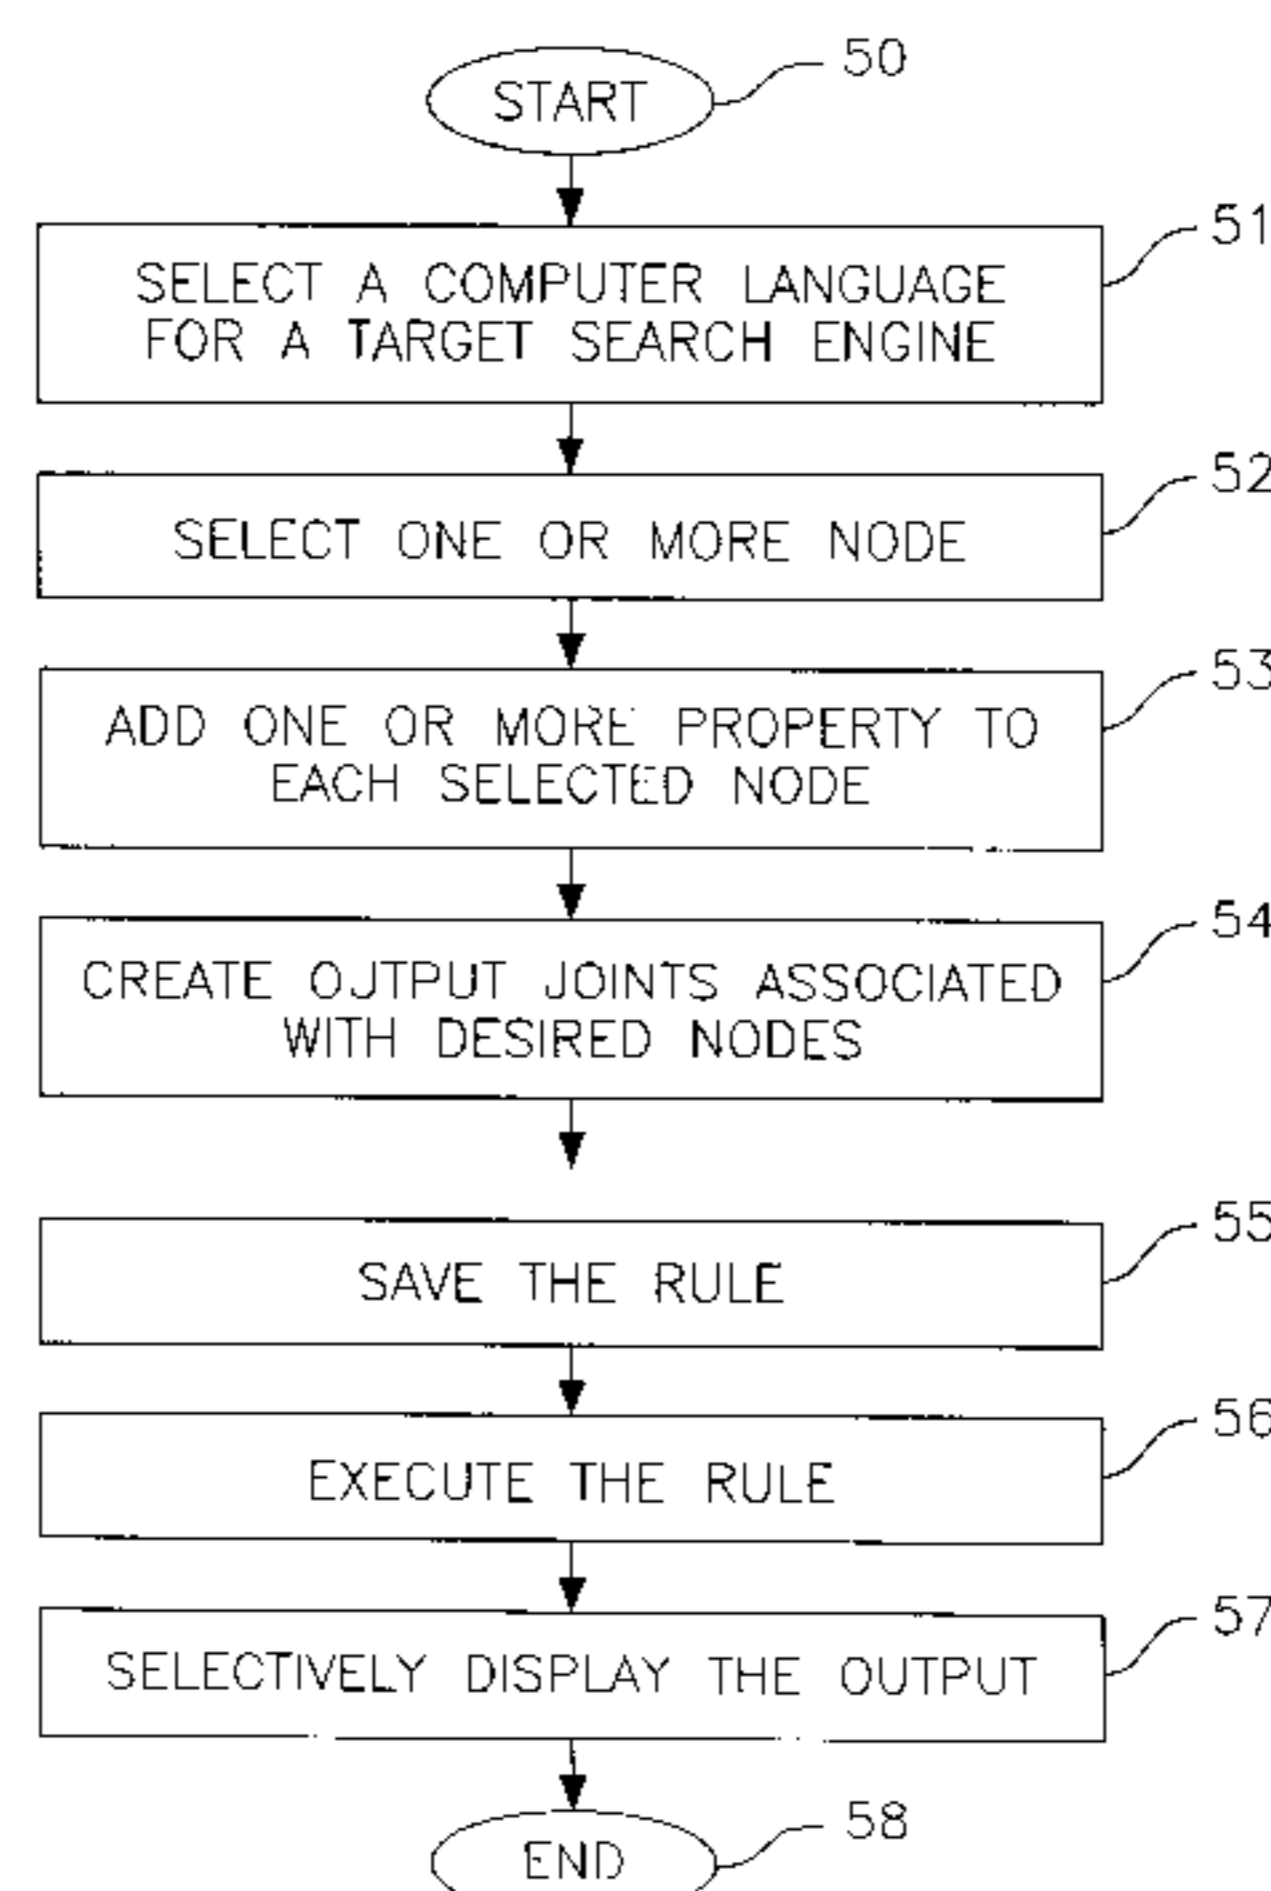 START
50
51
SELECT A COMPUTER LANGUAGE
FOR A TARGET SEARCH ENGINE
52
SELECT ONE OR MORE NODE
53
ADD ONE OR MORE PROPERTY TO
EACH SELECTED NODE
54
CREATE OUTPUT JOINTS ASSOCIATED
WITH DESIRED NODES
55
SAVE THE RULE
56
EXECUTE THE RULE
57
SELECTIVELY DISPLAY THE OUTPUT
58
END